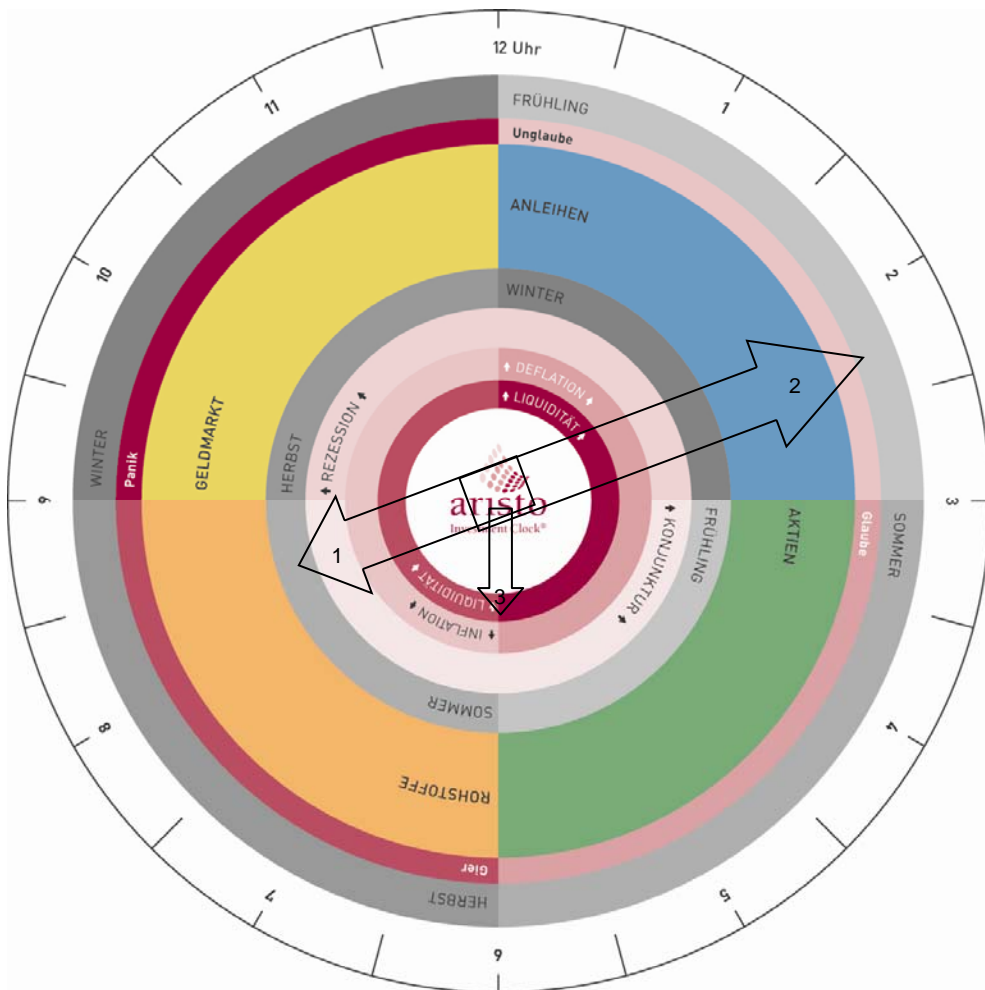 12 Uhr
1
2
3
4
5
6
7
8
9
10
11
FRÜHLING
Unglaube
ANLEIHEN
WINTER
DEFLATION
LIQUIDITÄT
SOMMER
Glaube
AKTIEN
FRÜHLING
KONJUNKTUR
HERBST
Gier
ROHSTOFFE
SOMMER
INFLATION
LIQUIDITÄT
WINTER
Panik
GELDMARKT
HERBST
REZESSION
aristo
Investment Clock®
1
2
3